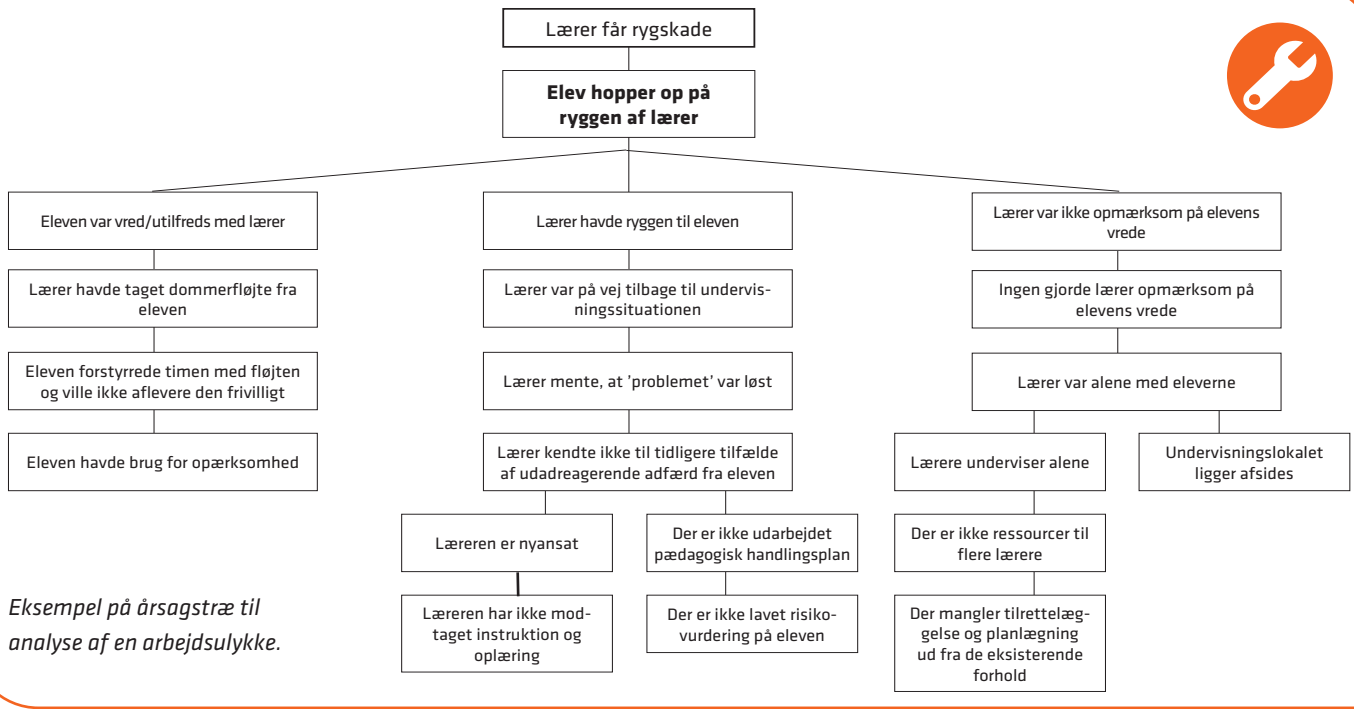 Lærer får rygskade
Elev hopper op på
ryggen af lærer
Eleven var vred/utilfreds med lærer
Lærer havde taget dommerfløjte fra
eleven
Eleven forstyrrede timen med fløjten
og ville ikke aflevere den frivilligt
Eleven havde brug for opærksomhed
Lærer havde ryggen til eleven
Lærer var på vej tilbage til undervis-
ningssituationen
Lærer mente, at 'problemet' var løst
Lærer kendte ikke til tidligere tilfælde
af udadreagerende adfærd fra eleven
Læreren er nyansat
Læreren har ikke mod-
taget instruktion og
oplæring
Der er ikke udarbejdet
pædagogisk handlingsplan
Der er ikke lavet risiko-
vurdering på eleven
Lærer var ikke opmærksom på elevens
vrede
Ingen gjorde lærer opmærksom på
elevens vrede
Lærer var alene med eleverne
Lærere underviser alene
Der er ikke ressourcer til
flere lærere
Der mangler tilrettelæg-
gelse og planlægning
ud fra de eksisterende
forhold
Undervisningslokalet
ligger afsides
Eksempel på årsagstræ til
analyse af en arbejdsulykke.